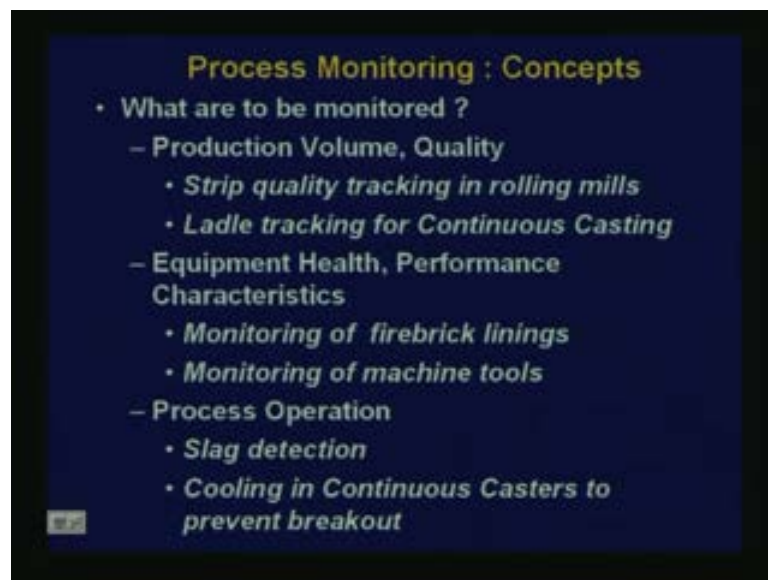 Process Monitoring : Concepts
• What are to be monitored ?
– Production Volume, Quality
• Strip quality tracking in rolling mills
• Ladle tracking for Continuous Casting
– Equipment Health, Performance
Characteristics
• Monitoring of firebrick linings
• Monitoring of machine tools
– Process Operation
• Slag detection
• Cooling in Continuous Casters to
prevent breakout